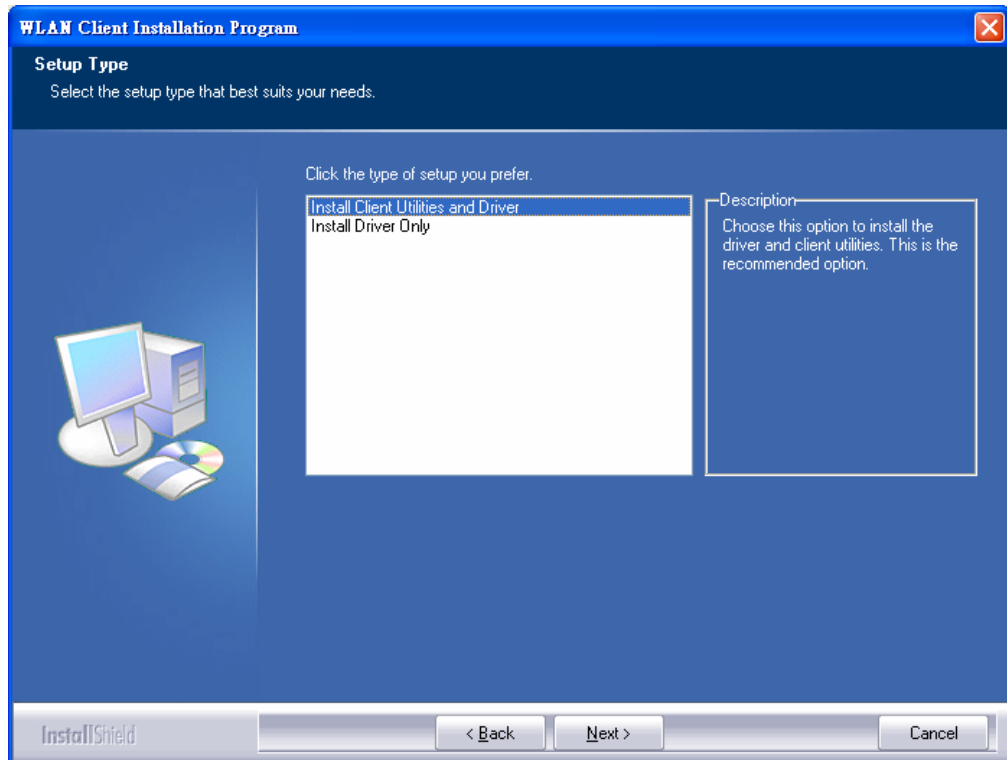 WLAN Client Installation Program
Setup Type
Select the setup type that best suits your needs.
Click the type of setup you prefer.
Install Client Utilities and Driver
Install Driver Only
Description
Choose this option to install the
driver and client utilities. This is the
recommended option.
InstallShield
< Back
Next >
Cancel